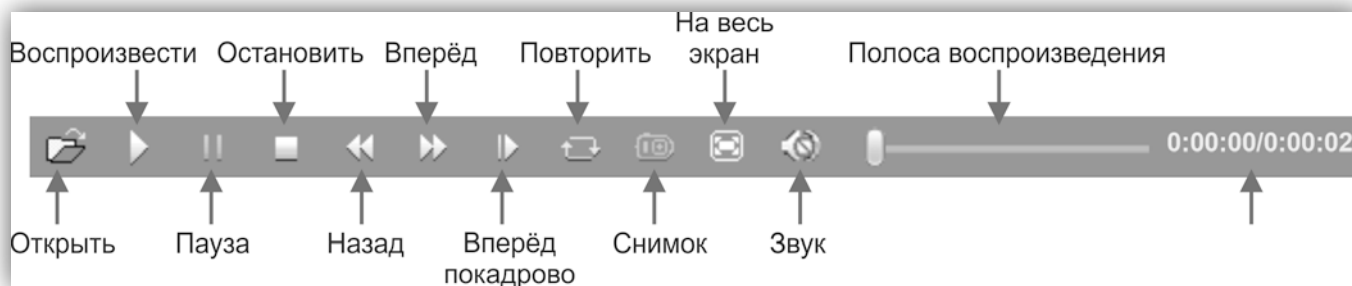 На весь
экран
Воспроизвести Остановить Вперёд Повторить Полоса воспроизведения
0:00:00/0:00:02
Открыть Пауза Назад Вперёд Снимок Звук
покадрово